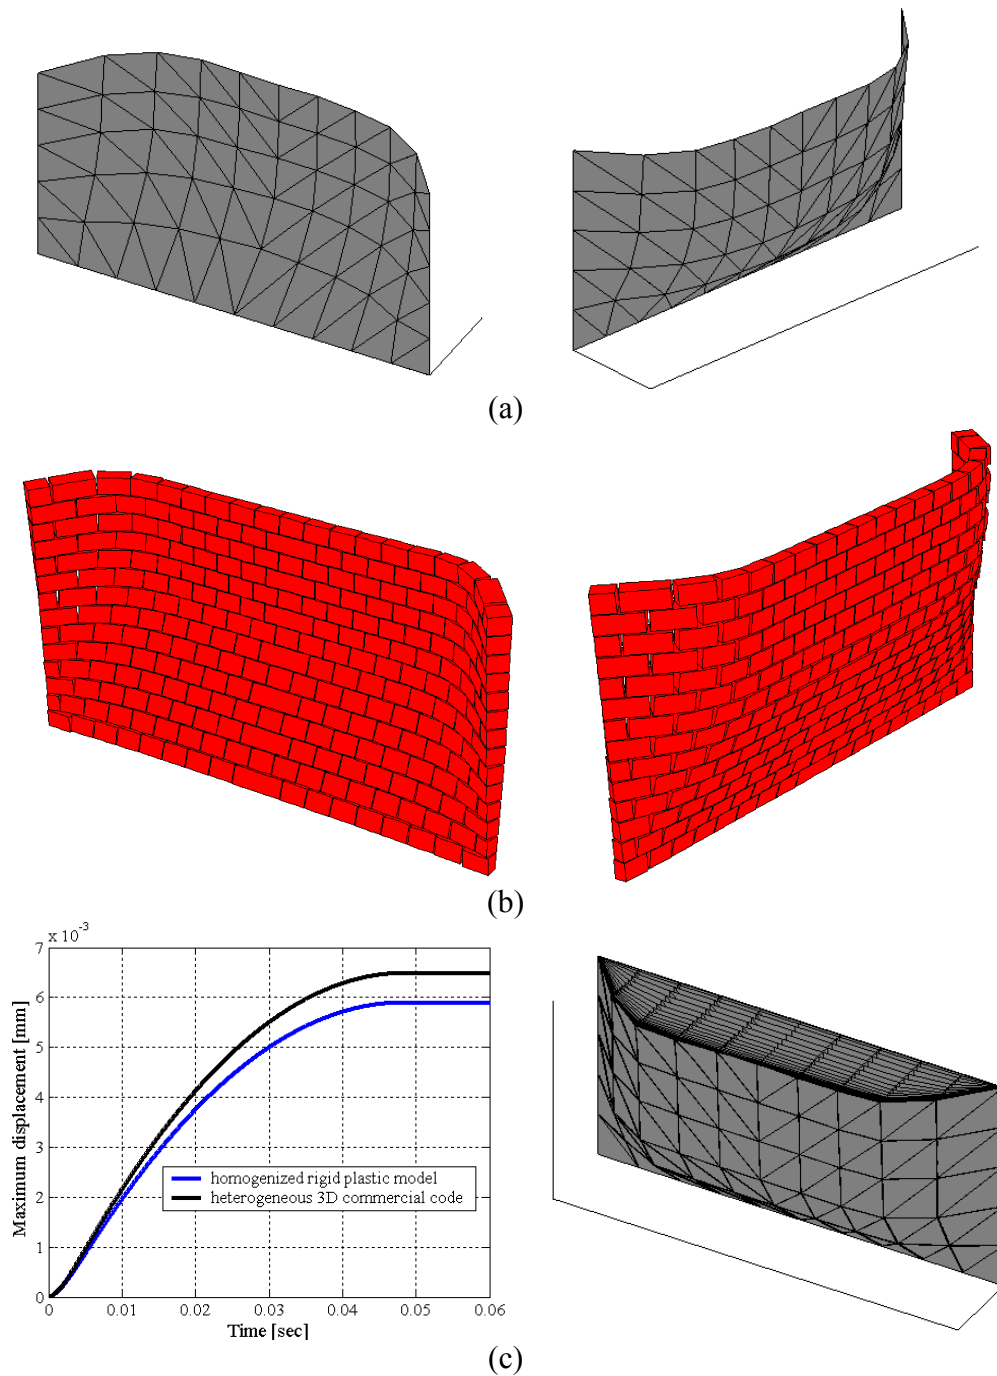 (a)
(b)
x 10⁻³
7
6
5
4
3
2
1
0
Maximum displacement [mm]
homogenized rigid plastic model
heterogeneous 3D commercial code
0 0.01 0.02 0.03 0.04 0.05 0.06
Time [sec]
(c)